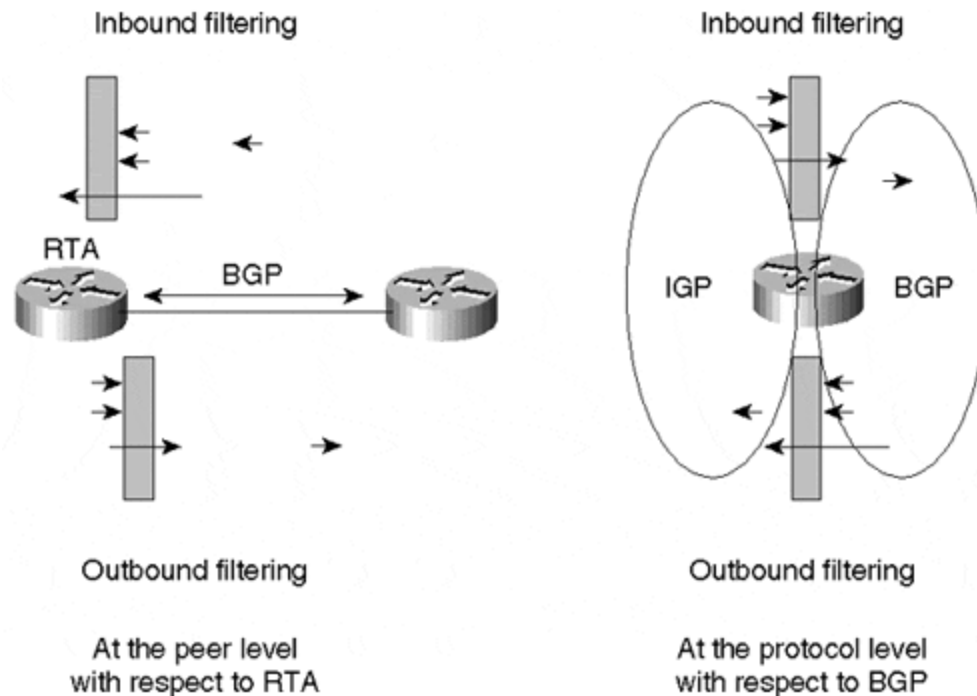 Inbound filtering
RTA
BGP
Outbound filtering
At the peer level
with respect to RTA
Inbound filtering
IGP
BGP
Outbound filtering
At the protocol level
with respect to BGP